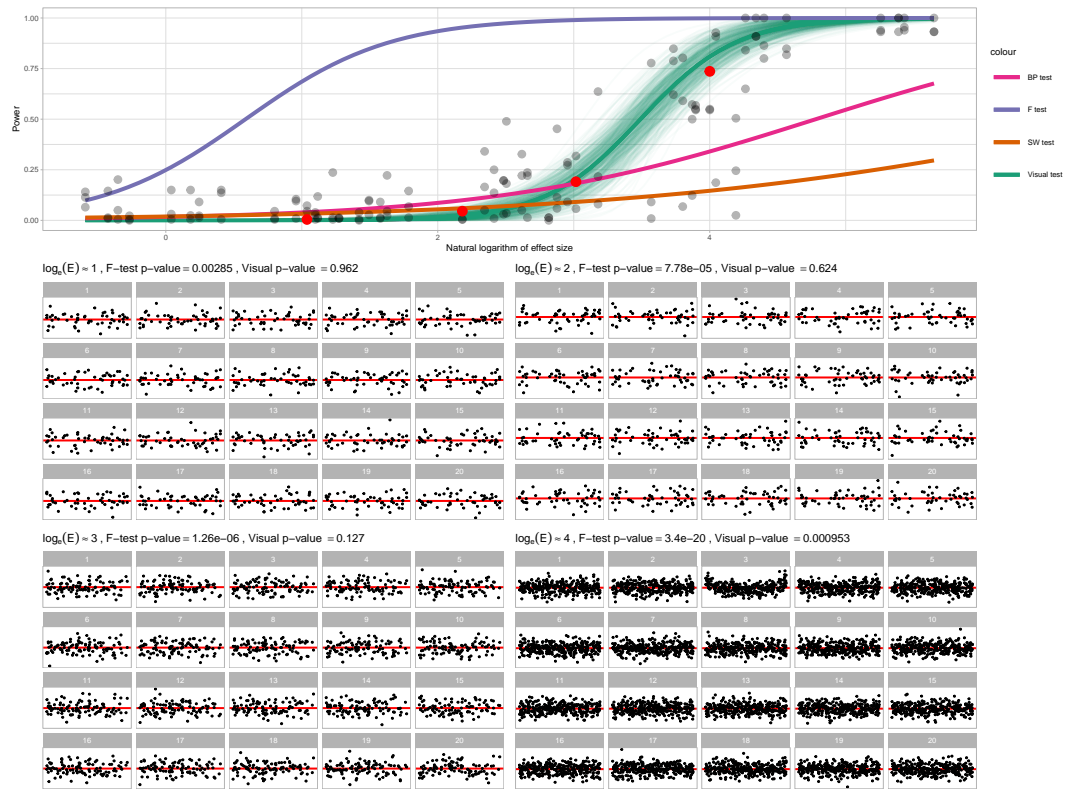 1.00
0.75
0.50
0.25
0.00
Power
0 2 4
Natural logarithm of effect size
colour
BP test
F test
SW test
Visual test
logₑ(E) ≈ 1 , F−test p−value = 0.00285 , Visual p−value = 0.962
1 2 3 4 5
6 7 8 9 10
11 12 13 14 15
16 17 18 19 20
logₑ(E) ≈ 2 , F−test p−value = 7.78e−05 , Visual p−value = 0.624
1 2 3 4 5
6 7 8 9 10
11 12 13 14 15
16 17 18 19 20
logₑ(E) ≈ 3 , F−test p−value = 1.26e−06 , Visual p−value = 0.127
1 2 3 4 5
6 7 8 9 10
11 12 13 14 15
16 17 18 19 20
logₑ(E) ≈ 4 , F−test p−value = 3.4e−20 , Visual p−value = 0.000953
1 2 3 4 5
6 7 8 9 10
11 12 13 14 15
16 17 18 19 20